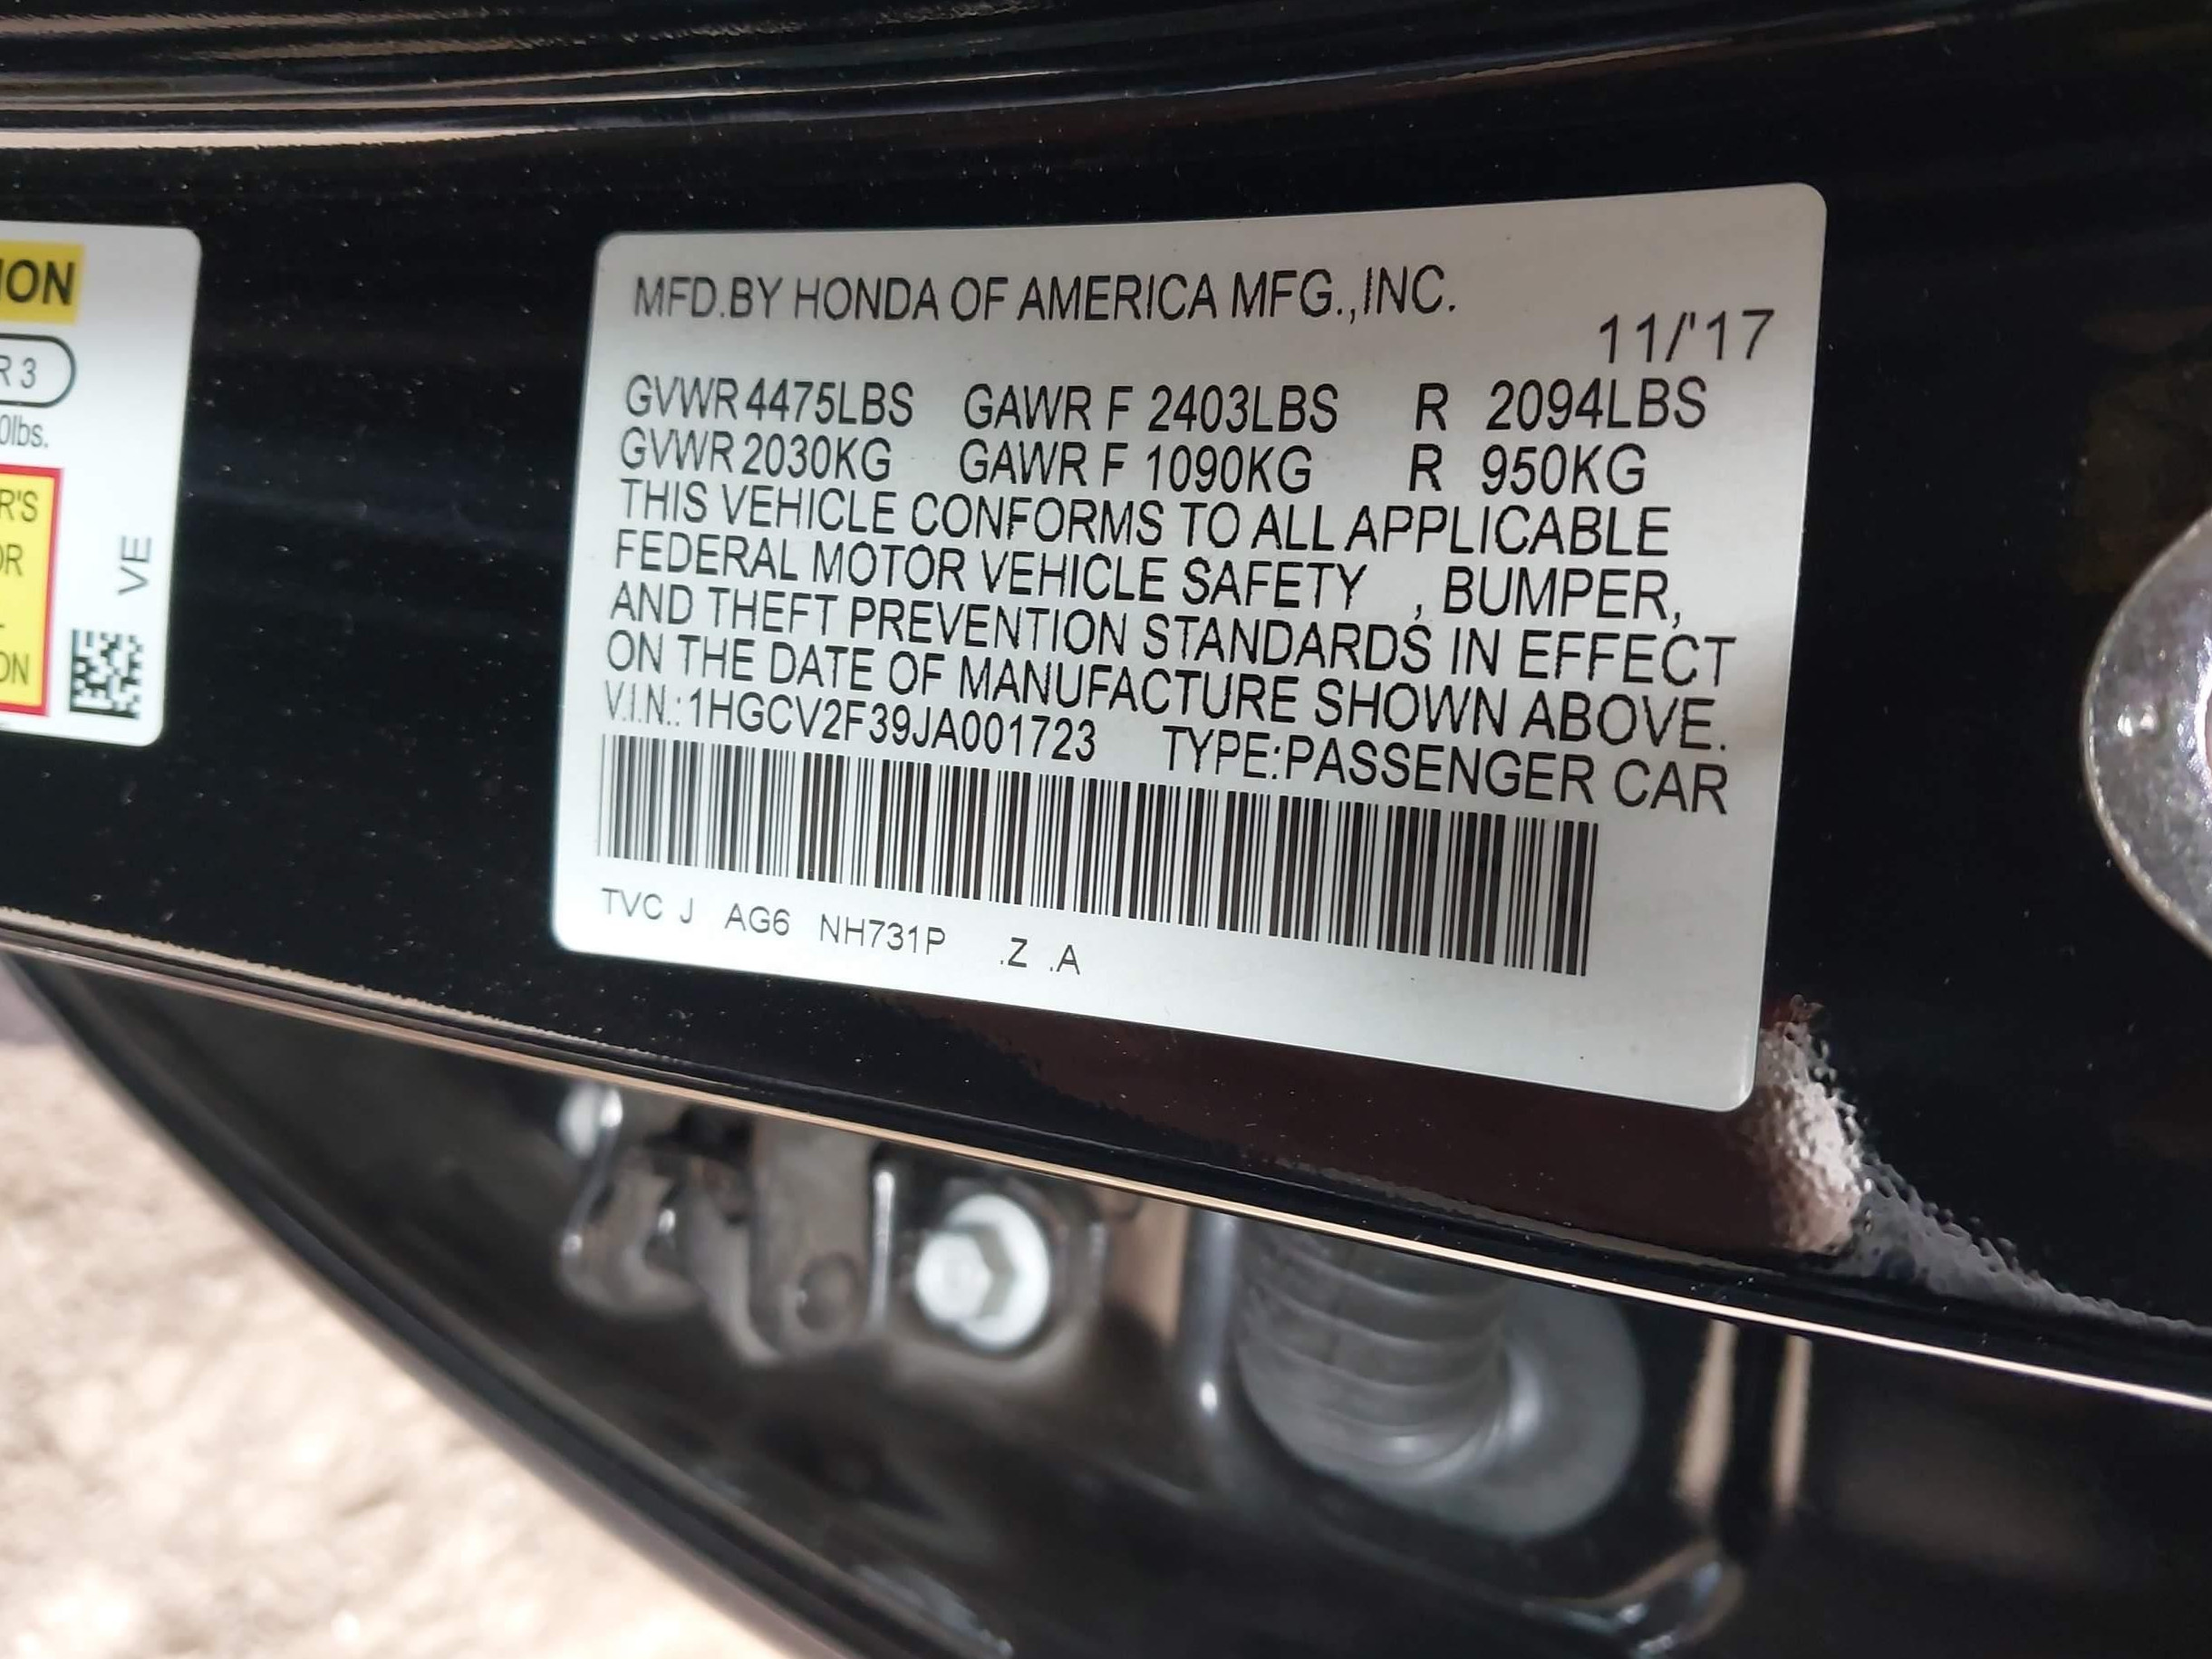 ION
R 3
0lbs.
R'S
OR
ON
VE
MFD.BY HONDA OF AMERICA MFG.,INC.
11/'17
GVWR 4475LBS GAWR F 2403LBS R 2094LBS
GVWR 2030KG GAWR F 1090KG R 950KG
THIS VEHICLE CONFORMS TO ALL APPLICABLE
FEDERAL MOTOR VEHICLE SAFETY , BUMPER,
AND THEFT PREVENTION STANDARDS IN EFFECT
ON THE DATE OF MANUFACTURE SHOWN ABOVE.
V.I.N.: 1HGCV2F39JA001723 TYPE:PASSENGER CAR
TVC J AG6 NH731P .Z .A